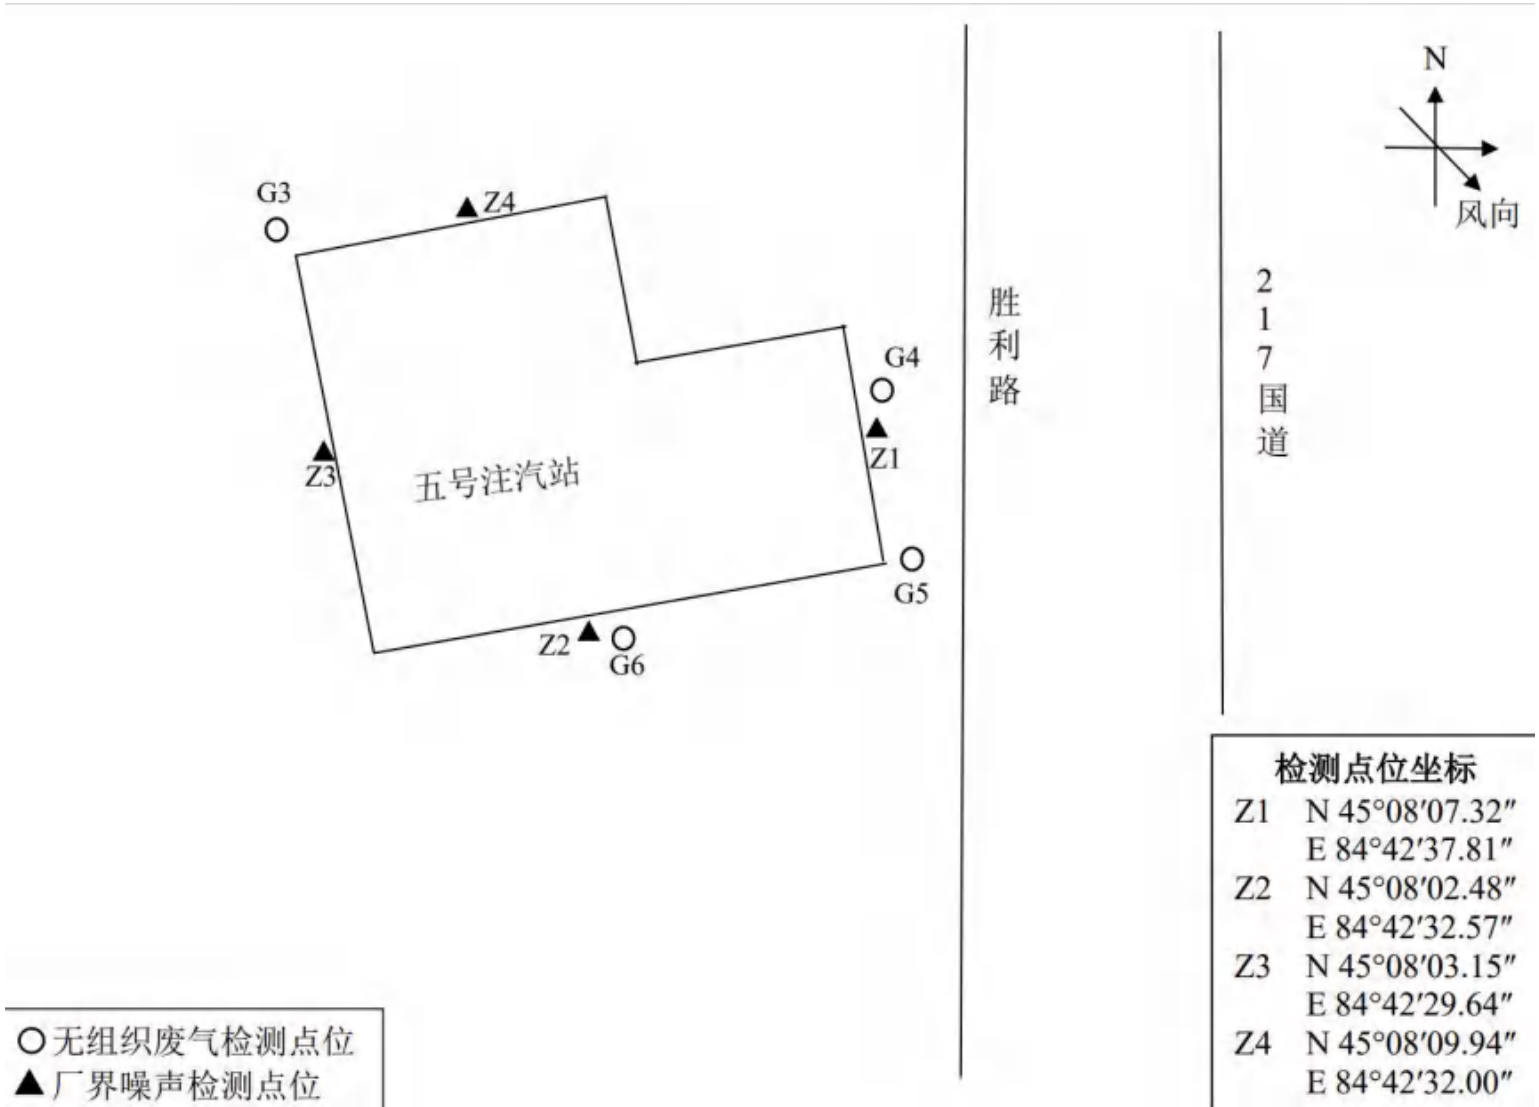 N
风向
G3
Z4
胜利路
217国道
G4
Z1
Z3
五号注汽站
G5
Z2
G6
检测点位坐标
Z1 N 45°08′07.32″
E 84°42′37.81″
Z2 N 45°08′02.48″
E 84°42′32.57″
Z3 N 45°08′03.15″
E 84°42′29.64″
Z4 N 45°08′09.94″
E 84°42′32.00″
○无组织废气检测点位
▲厂界噪声检测点位